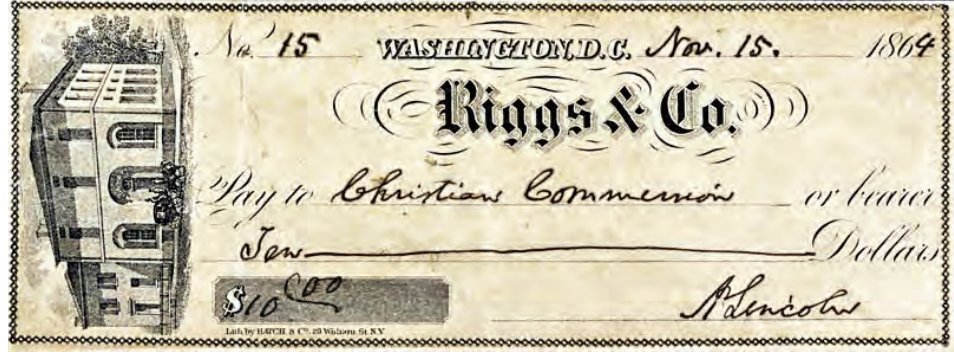 No. 15 WASHINGTON, D.C. Nov. 15. 1864
Riggs & Co.
Pay to Christian Commission or bearer
Ten Dollars
$10.00
A Lincoln
Lith. by HATCH & Co. 29 William St N.Y.